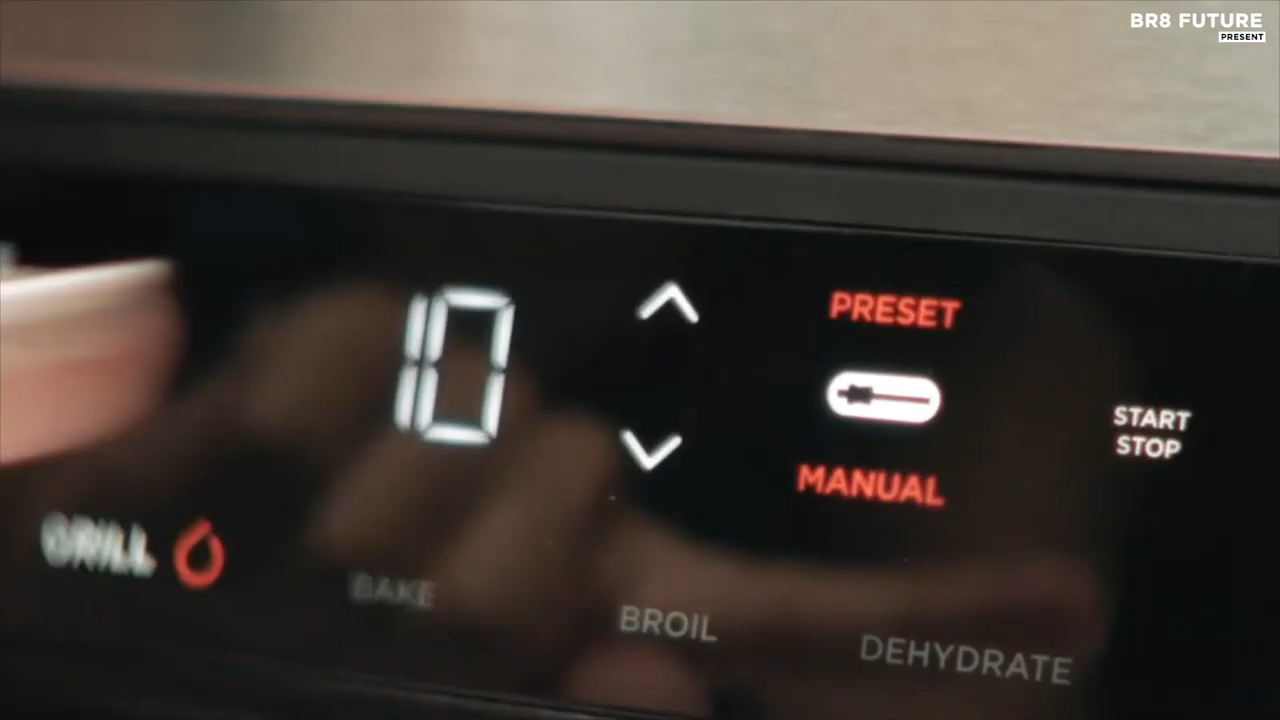 BR8 FUTURE
PRESENT
10
PRESET
MANUAL
START
STOP
GRILL
BAKE
BROIL
DEHYDRATE